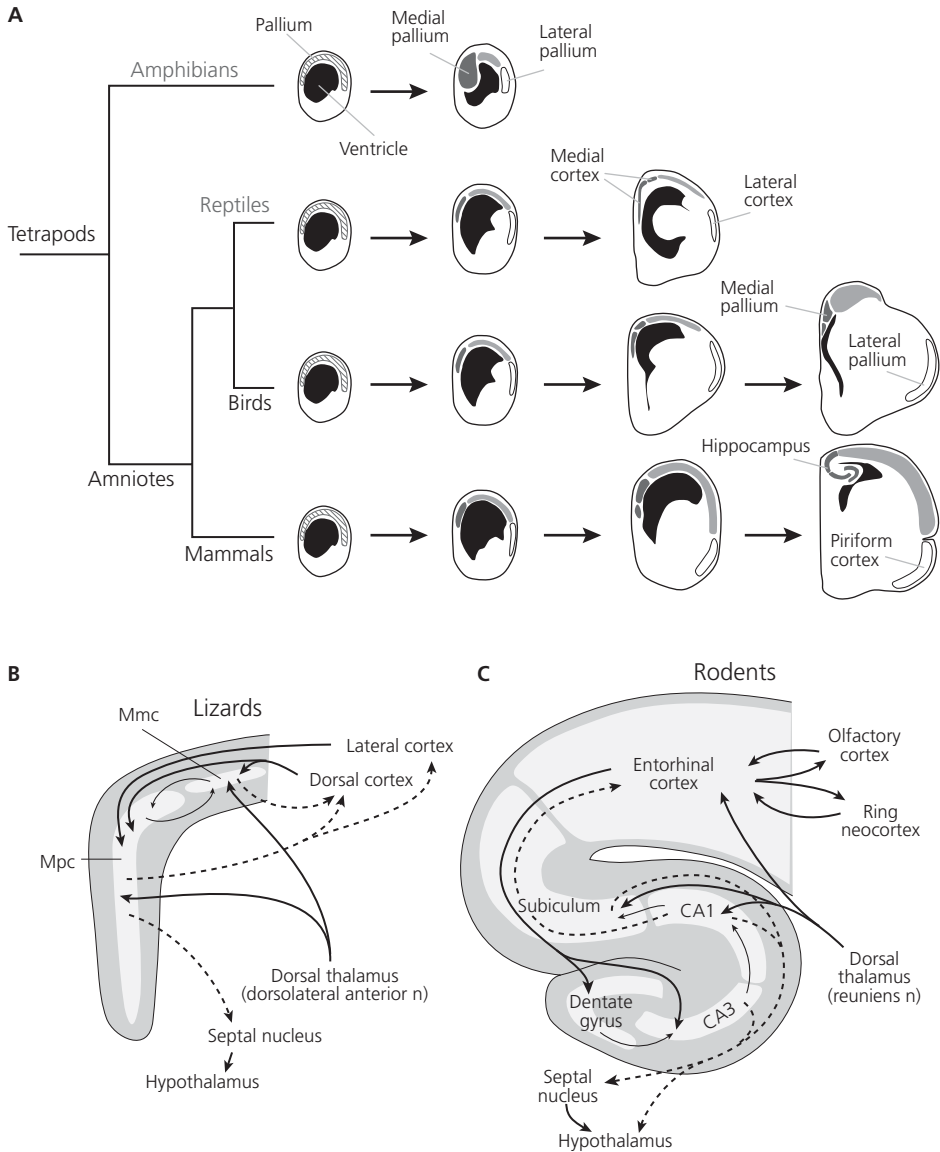 A
Pallium
Medial
pallium
Lateral
pallium
Amphibians
Ventricle
Medial
cortex
Lateral
cortex
Reptiles
Tetrapods
Medial
pallium
Lateral
pallium
Birds
Hippocampus
Amniotes
Piriform
cortex
Mammals
B
Lizards
Mmc
Lateral cortex
Dorsal cortex
Mpc
Dorsal thalamus
(dorsolateral anterior n)
Septal nucleus
Hypothalamus
C
Rodents
Olfactory
cortex
Entorhinal
cortex
Ring
neocortex
Subiculum
CA1
Dorsal
thalamus
(reuniens n)
Dentate
gyrus
CA3
Septal
nucleus
Hypothalamus